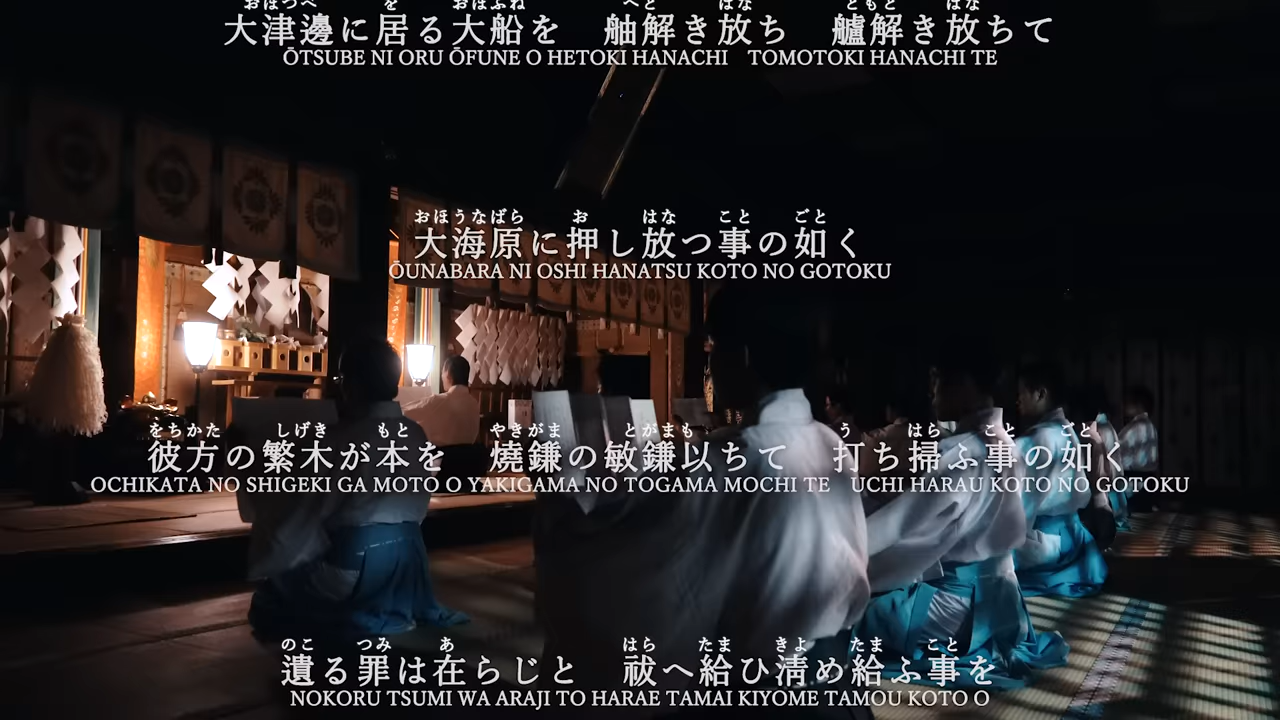 おほつべ を おほふね へと はな ともと はな
大津邊に居る大船を　舳解き放ち　艫解き放ちて
ŌTSUBE NI ORU ŌFUNE O HETOKI HANACHI　TOMOTOKI HANACHI TE
おほうなばら お はな こと ごと
大海原に押し放つ事の如く
ŌUNABARA NI OSHI HANATSU KOTO NO GOTOKU
をちかた しげき もと やきがま とがまも う はら こと ごと
彼方の繁木が本を　燒鎌の敏鎌以ちて　打ち掃ふ事の如く
OCHIKATA NO SHIGEKI GA MOTO O YAKIGAMA NO TOGAMA MOCHI TE　UCHI HARAU KOTO NO GOTOKU
のこ つみ あ はら たま きよ たま こと
遺る罪は在らじと　祓へ給ひ淸め給ふ事を
NOKORU TSUMI WA ARAJI TO HARAE TAMAI KIYOME TAMOU KOTO O